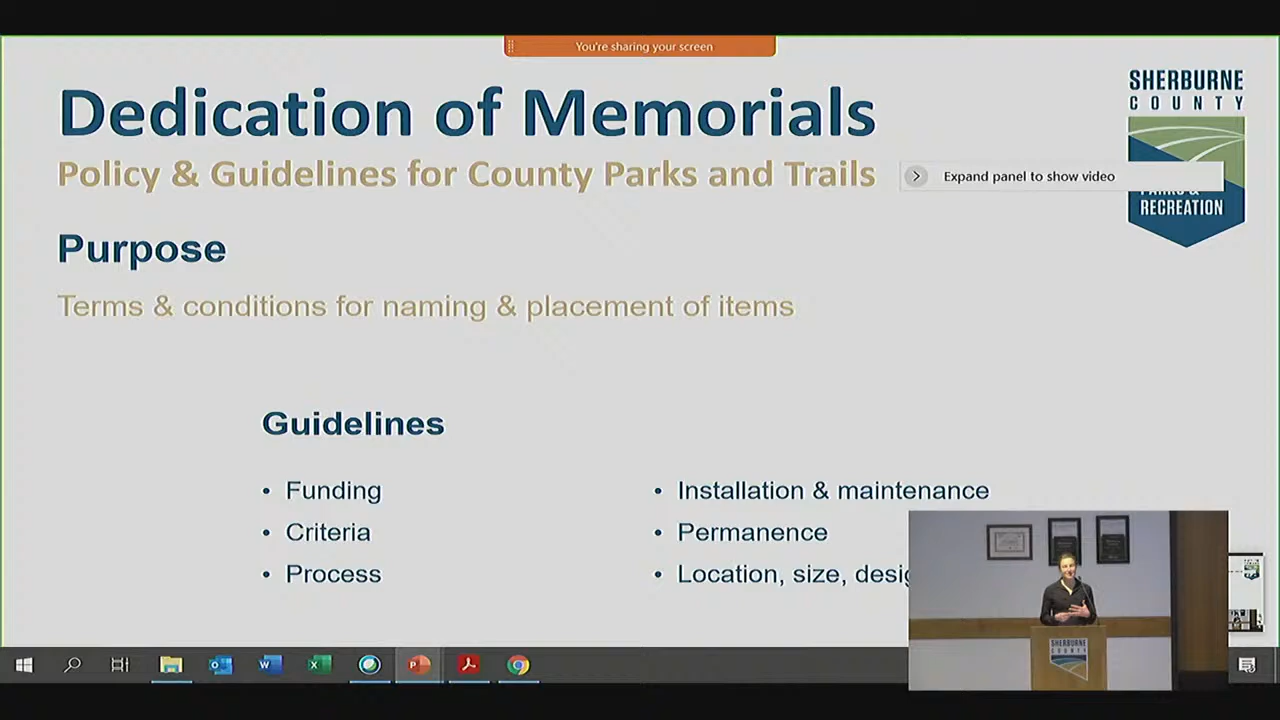 You're sharing your screen
Dedication of Memorials
SHERBURNE
COUNTY
Policy & Guidelines for County Parks and Trails
Expand panel to show video
PARKS &
RECREATION
Purpose
Terms & conditions for naming & placement of items
Guidelines
• Funding
• Installation & maintenance
• Criteria
• Permanence
• Process
• Location, size, desig
SHERBURNE
COUNTY